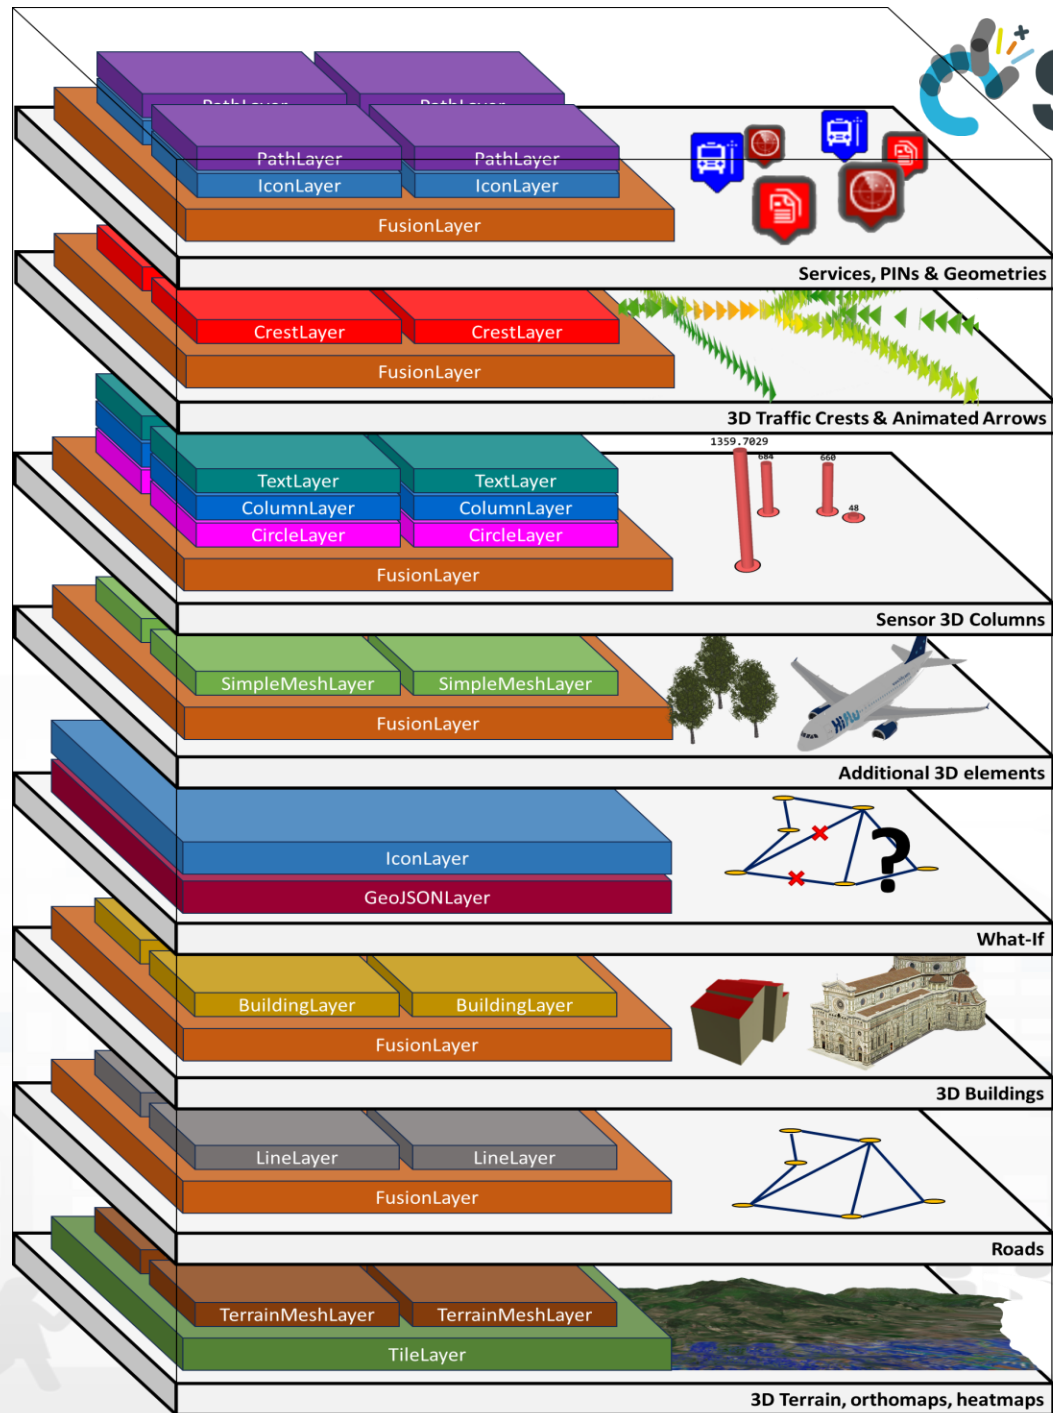 PathLayer PathLayer
PathLayer PathLayer
IconLayer IconLayer
FusionLayer
Services, PINs & Geometries
CrestLayer CrestLayer
FusionLayer
3D Traffic Crests & Animated Arrows
1359.7029
684 660
48
TextLayer TextLayer
ColumnLayer ColumnLayer
CircleLayer CircleLayer
FusionLayer
Sensor 3D Columns
SimpleMeshLayer SimpleMeshLayer
Hifly
FusionLayer
Additional 3D elements
IconLayer
?
GeoJSONLayer
What-If
BuildingLayer BuildingLayer
FusionLayer
3D Buildings
LineLayer LineLayer
FusionLayer
Roads
TerrainMeshLayer TerrainMeshLayer
TileLayer
3D Terrain, orthomaps, heatmaps